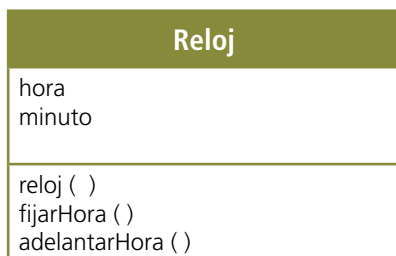 Reloj
hora
minuto
reloj ( )
fijarHora ( )
adelantarHora ( )